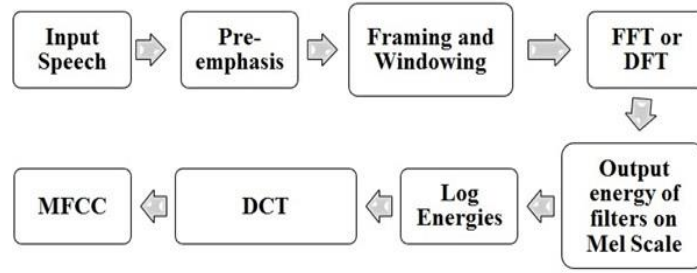 Input
Speech
Pre-
emphasis
Framing and
Windowing
FFT or
DFT
Output
energy of
filters on
Mel Scale
Log
Energies
DCT
MFCC